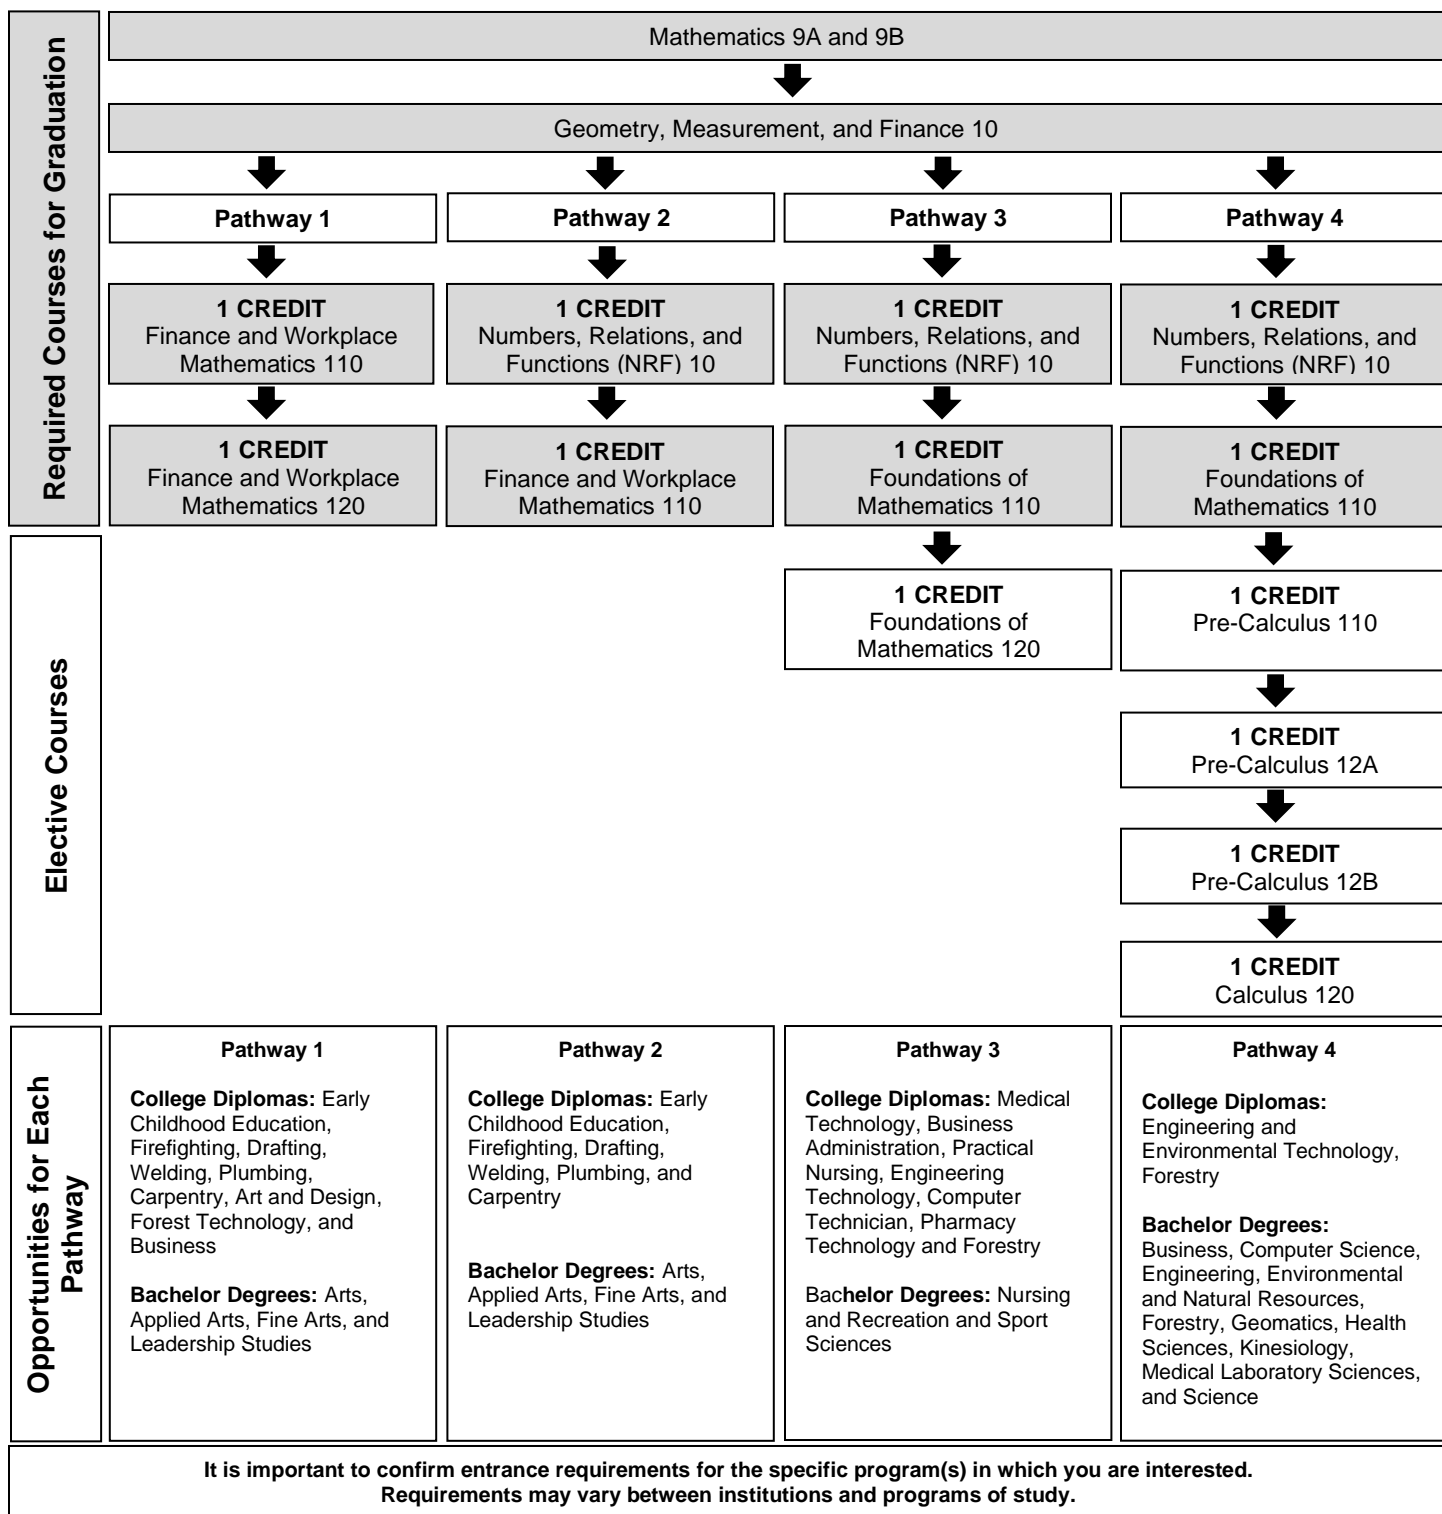 Required Courses for Graduation
Mathematics 9A and 9B
Geometry, Measurement, and Finance 10
Pathway 1
Pathway 2
Pathway 3
Pathway 4
1 CREDIT
Finance and Workplace
Mathematics 110
1 CREDIT
Numbers, Relations, and
Functions (NRF) 10
1 CREDIT
Numbers, Relations, and
Functions (NRF) 10
1 CREDIT
Numbers, Relations, and
Functions (NRF) 10
1 CREDIT
Finance and Workplace
Mathematics 120
1 CREDIT
Finance and Workplace
Mathematics 110
1 CREDIT
Foundations of
Mathematics 110
1 CREDIT
Foundations of
Mathematics 110
Elective Courses
1 CREDIT
Foundations of
Mathematics 120
1 CREDIT
Pre-Calculus 110
1 CREDIT
Pre-Calculus 12A
1 CREDIT
Pre-Calculus 12B
1 CREDIT
Calculus 120
Opportunities for Each
Pathway
Pathway 1
College Diplomas: Early
Childhood Education,
Firefighting, Drafting,
Welding, Plumbing,
Carpentry, Art and Design,
Forest Technology, and
Business
Bachelor Degrees: Arts,
Applied Arts, Fine Arts, and
Leadership Studies
Pathway 2
College Diplomas: Early
Childhood Education,
Firefighting, Drafting,
Welding, Plumbing, and
Carpentry
Bachelor Degrees: Arts,
Applied Arts, Fine Arts, and
Leadership Studies
Pathway 3
College Diplomas: Medical
Technology, Business
Administration, Practical
Nursing, Engineering
Technology, Computer
Technician, Pharmacy
Technology and Forestry
Bachelor Degrees: Nursing
and Recreation and Sport
Sciences
Pathway 4
College Diplomas:
Engineering and
Environmental Technology,
Forestry
Bachelor Degrees:
Business, Computer Science,
Engineering, Environmental
and Natural Resources,
Forestry, Geomatics, Health
Sciences, Kinesiology,
Medical Laboratory Sciences,
and Science
It is important to confirm entrance requirements for the specific program(s) in which you are interested.
Requirements may vary between institutions and programs of study.